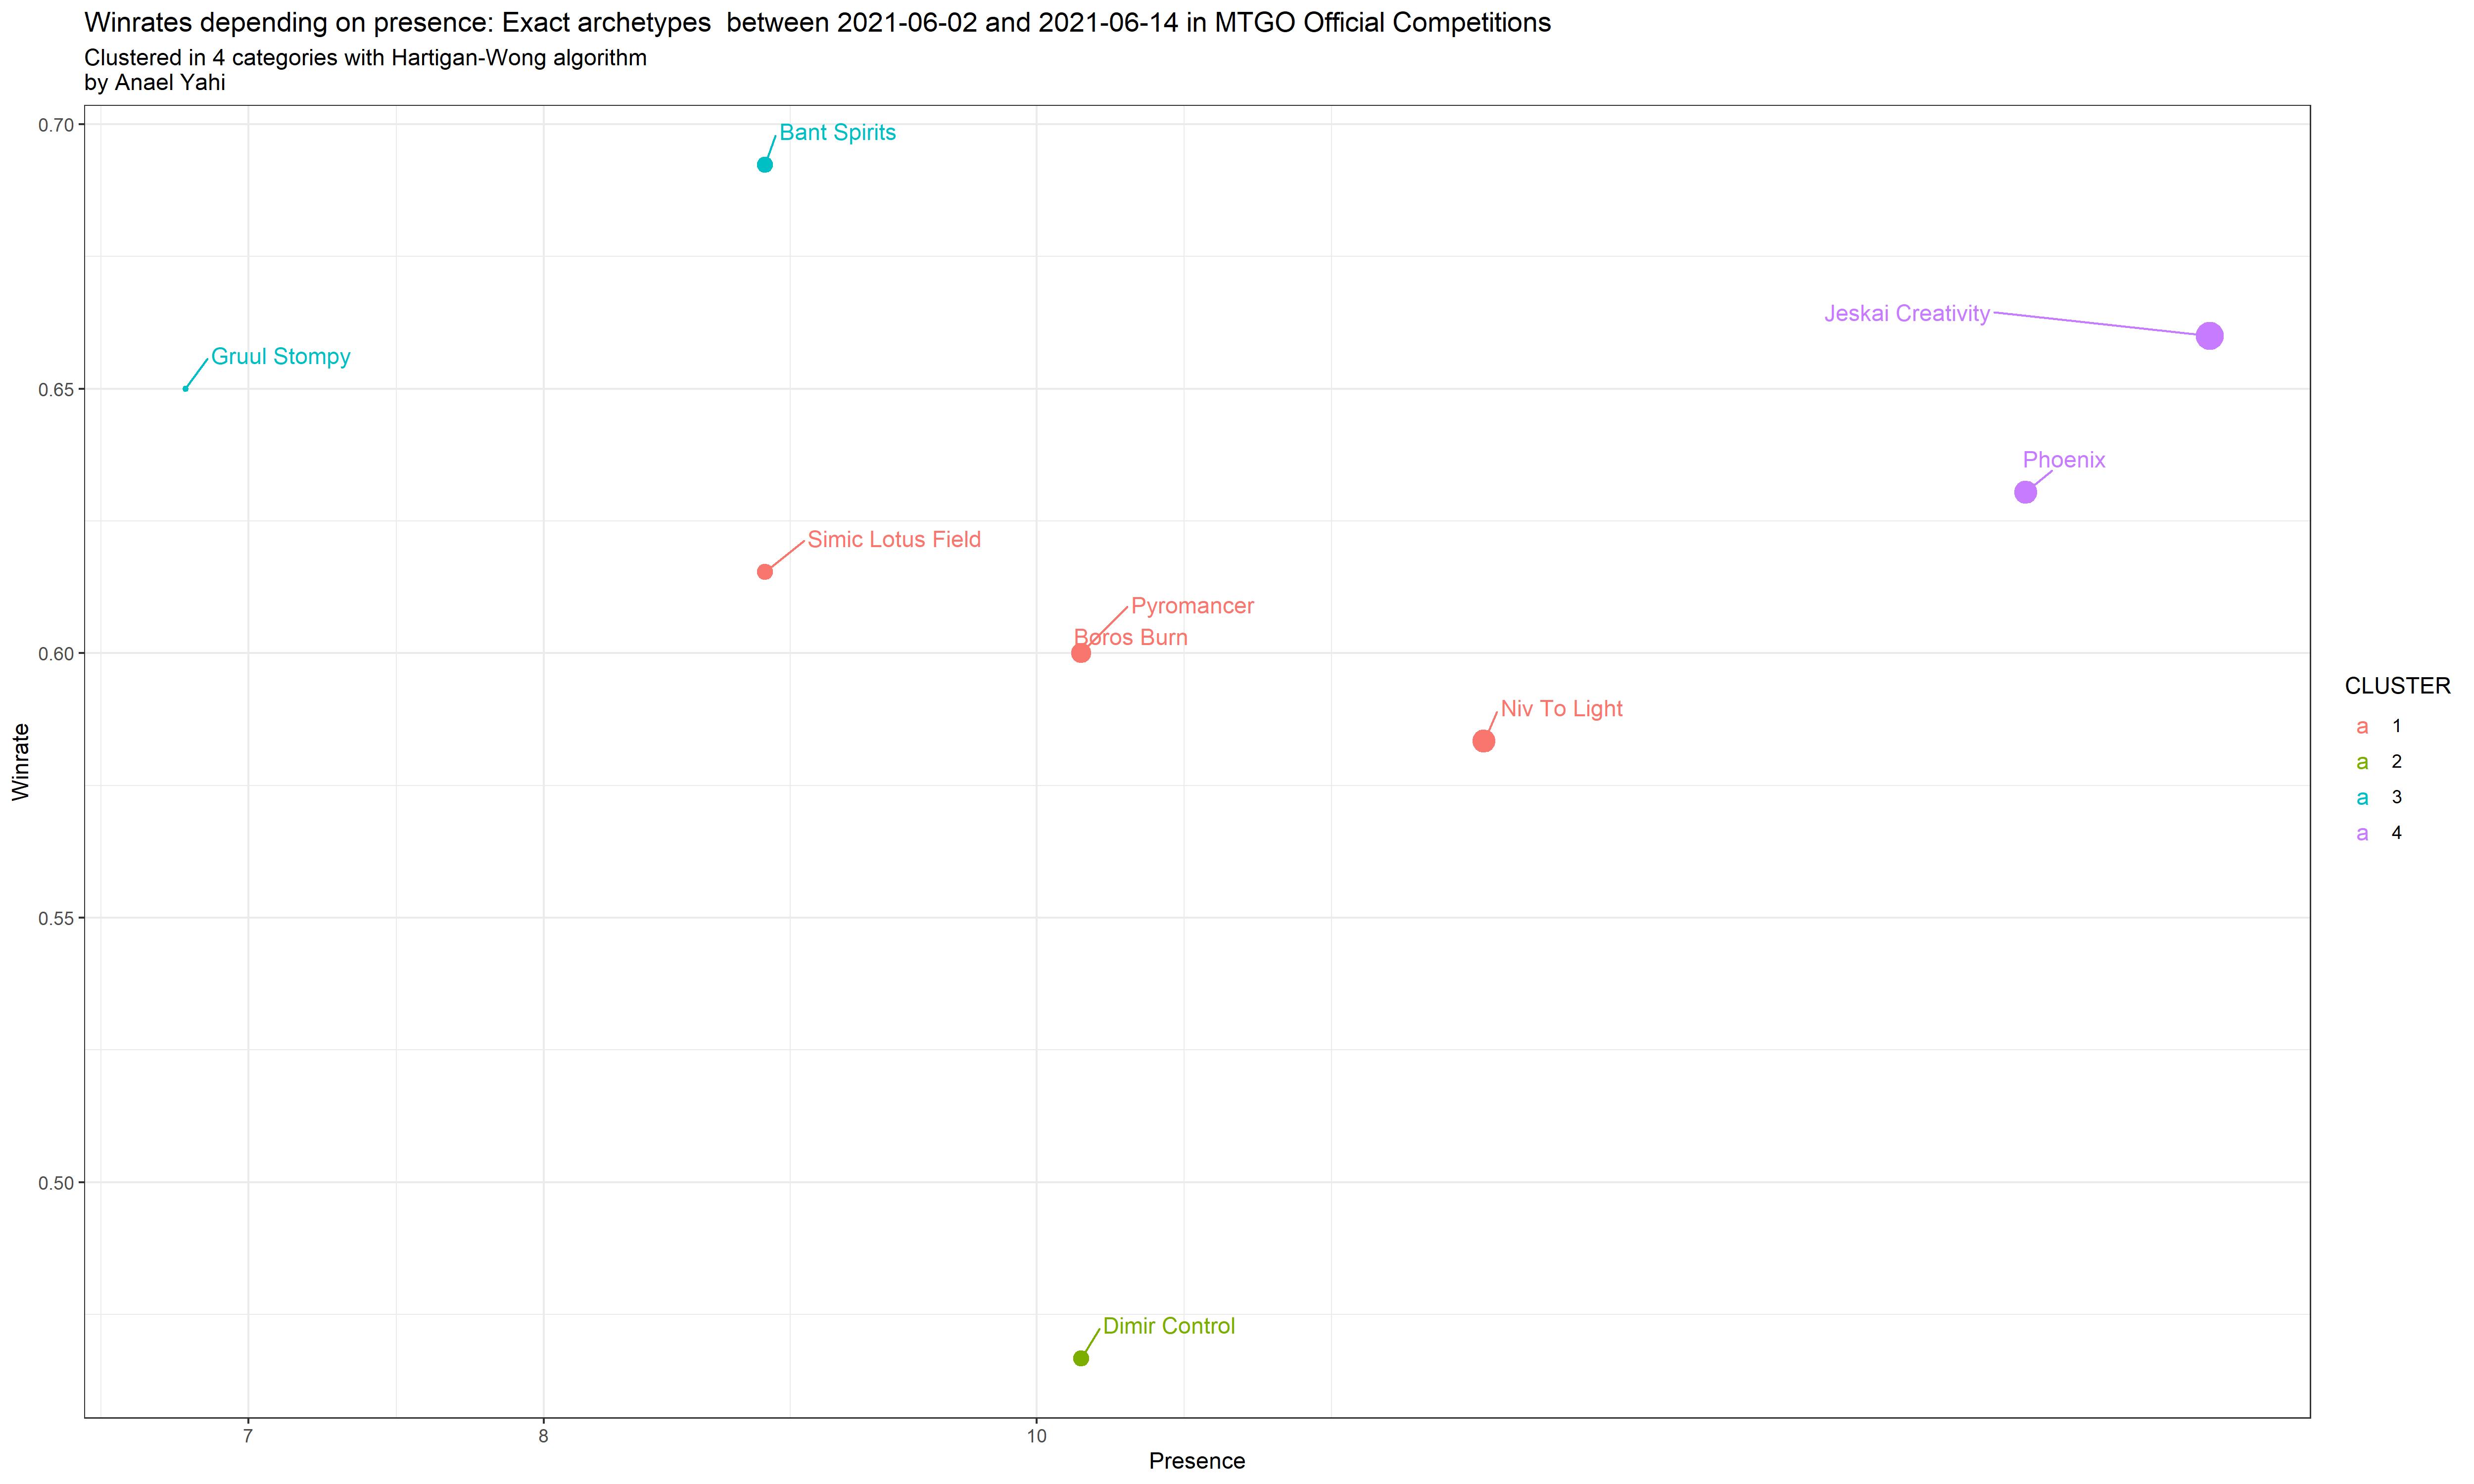 Winrates depending on presence: Exact archetypes  between 2021-06-02 and 2021-06-14 in MTGO Official Competitions
Clustered in 4 categories with Hartigan-Wong algorithm
by Anael Yahi
0.70
Bant Spirits
Jeskai Creativity
Gruul Stompy
0.65
Phoenix
Simic Lotus Field
Pyromancer
Boros Burn
0.60
Niv To Light
CLUSTER
a 1
a 2
a 3
a 4
Winrate
0.55
0.50
Dimir Control
7
8
10
Presence